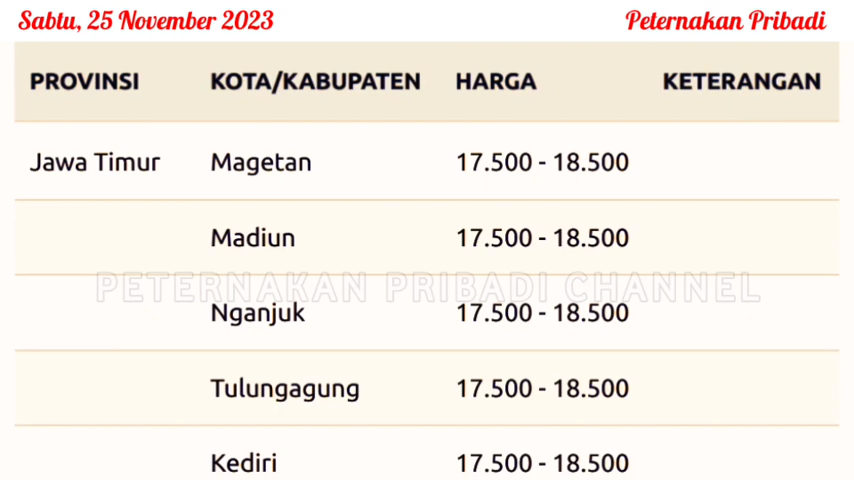 Sabtu, 25 November 2023 Peternakan Pribadi
PROVINSI KOTA/KABUPATEN HARGA KETERANGAN
Jawa Timur Magetan 17.500 - 18.500
Madiun 17.500 - 18.500
PETERNAKAN PRIBADI CHANNEL
Nganjuk 17.500 - 18.500
Tulungagung 17.500 - 18.500
Kediri 17.500 - 18.500